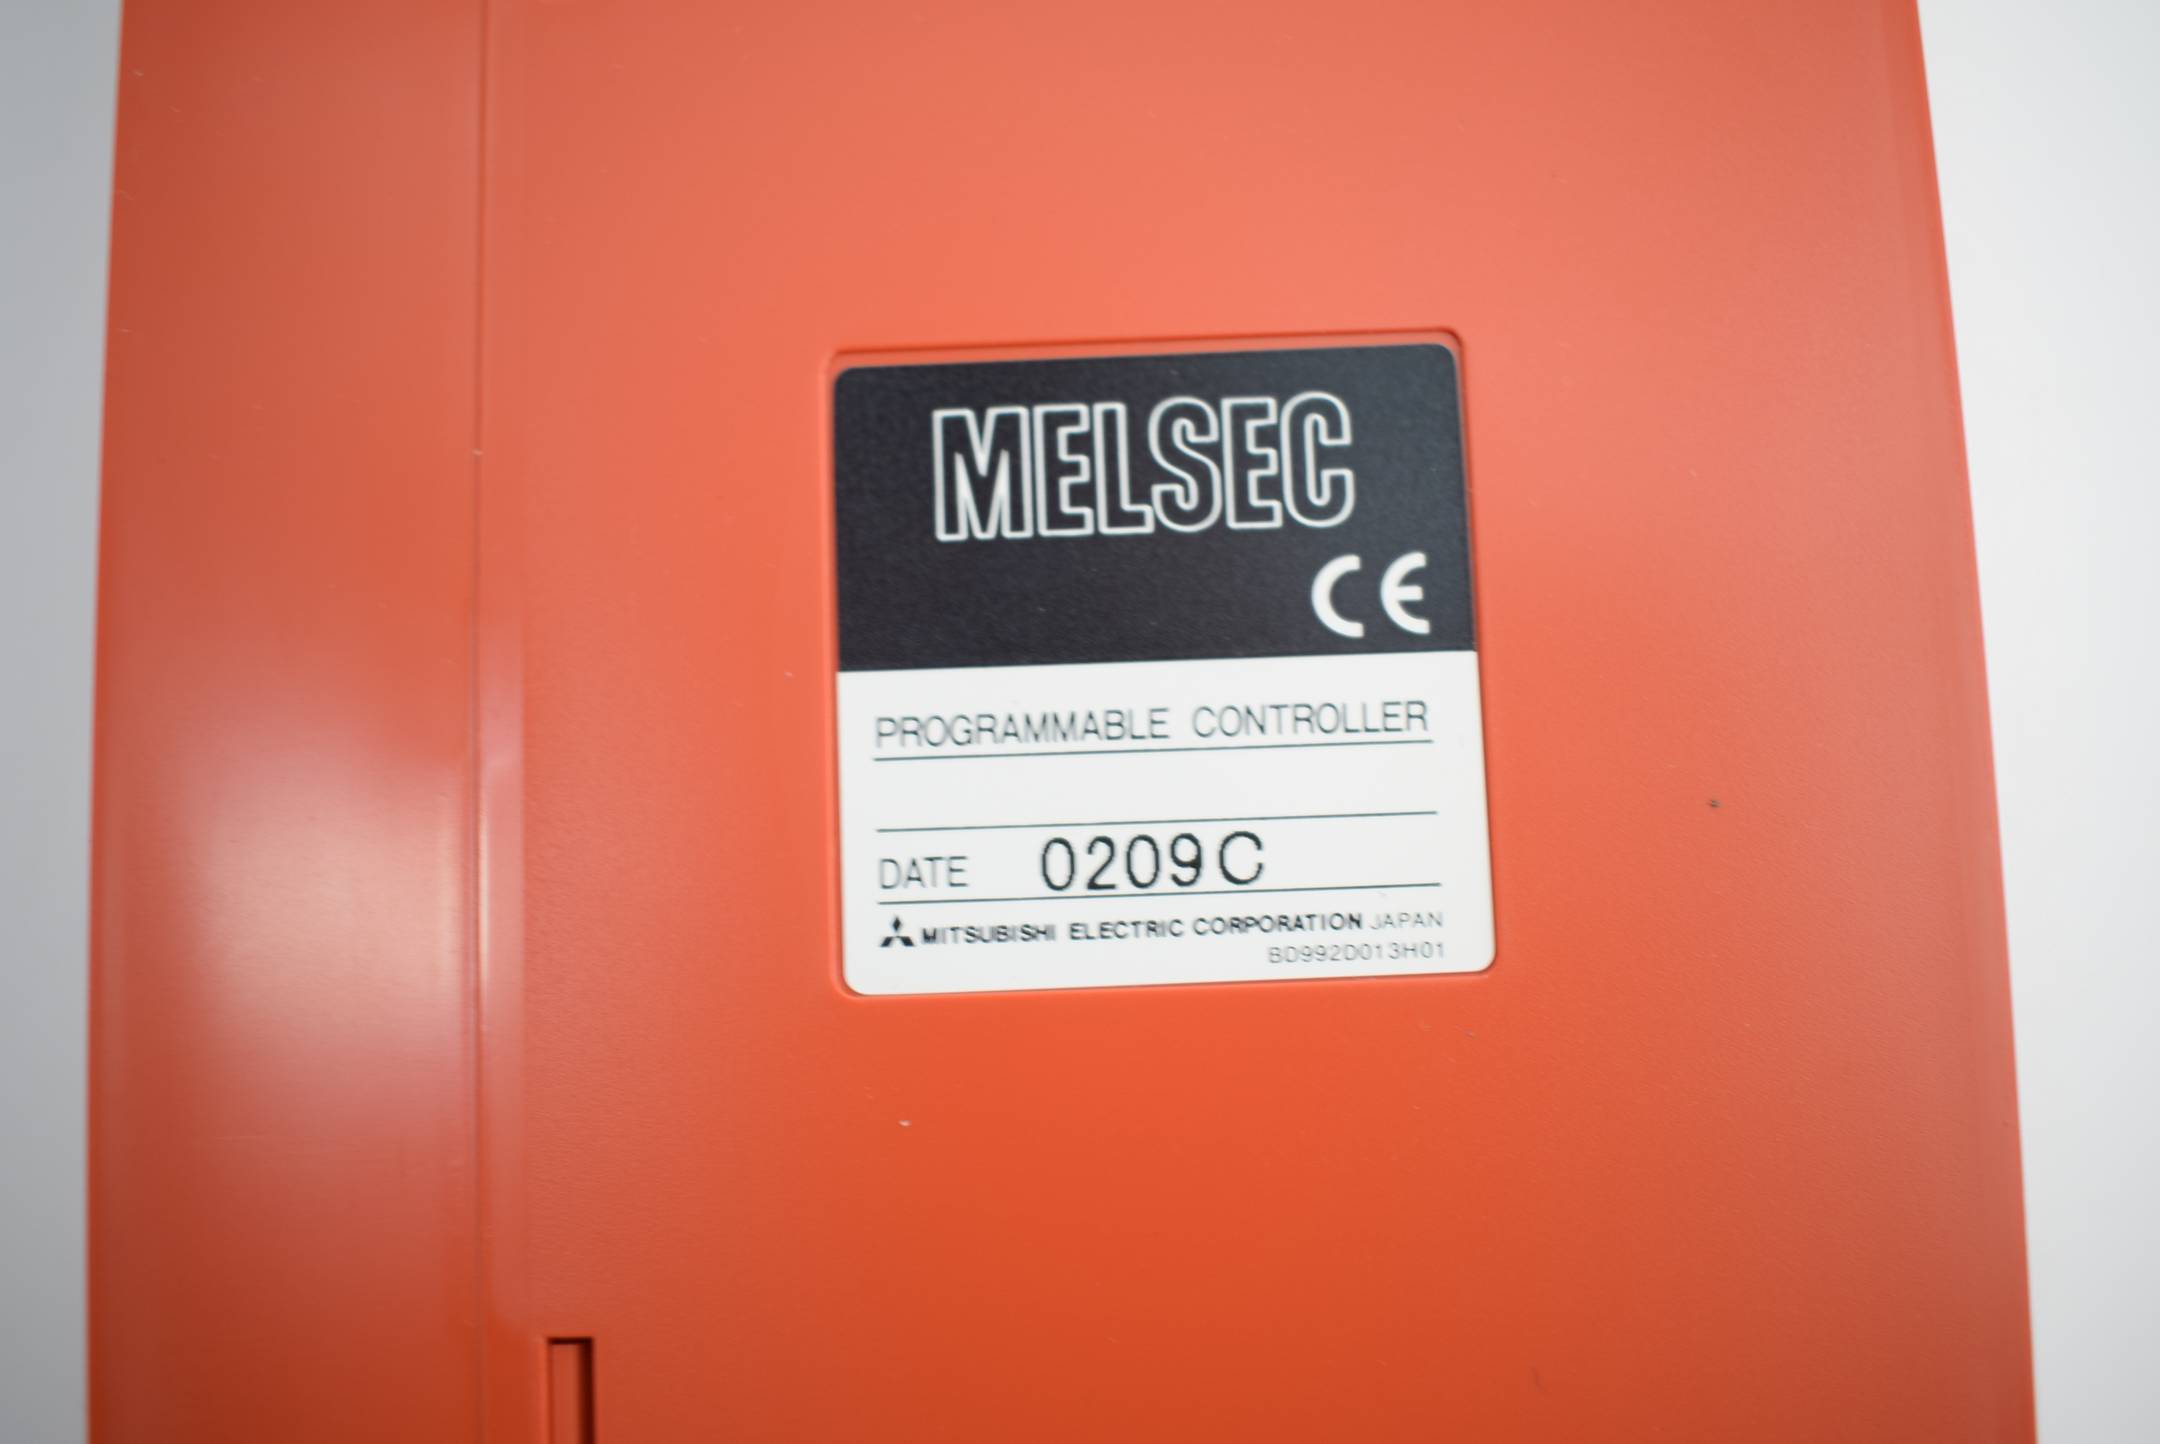 MELSEC
CE
PROGRAMMABLE CONTROLLER
DATE 0209C
MITSUBISHI ELECTRIC CORPORATION JAPAN
BD992D013H01